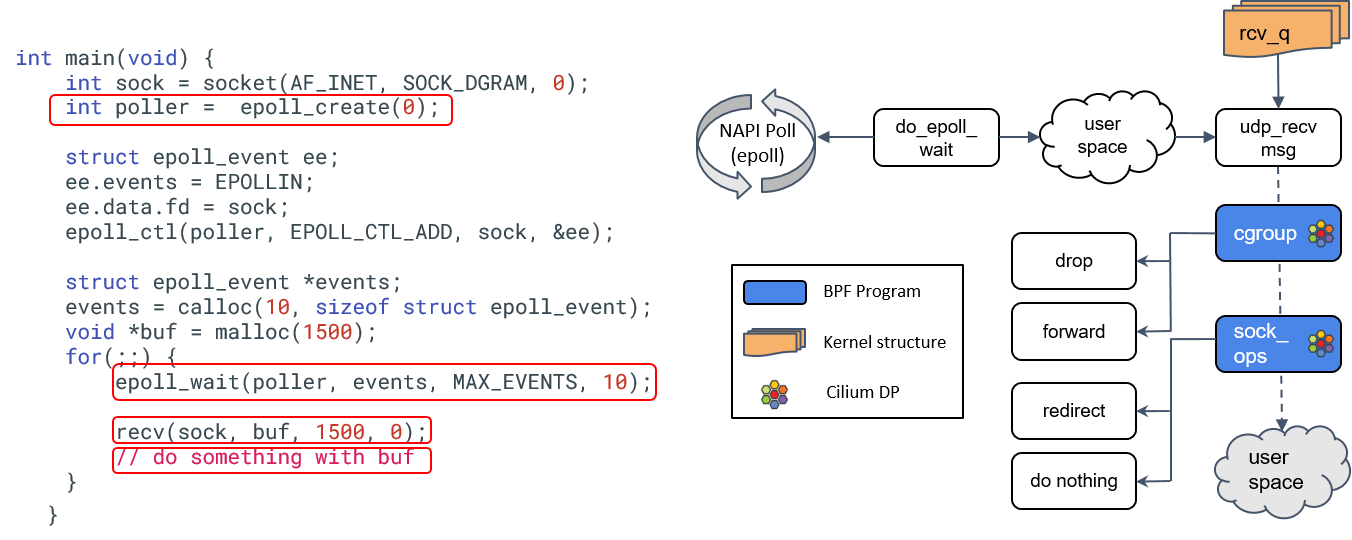 int main(void) {
int sock = socket(AF_INET, SOCK_DGRAM, 0);
int poller = epoll_create(0);
struct epoll_event ee;
ee.events = EPOLLIN;
ee.data.fd = sock;
epoll_ctl(poller, EPOLL_CTL_ADD, sock, &ee);
struct epoll_event *events;
events = calloc(10, sizeof struct epoll_event);
void *buf = malloc(1500);
for(;;) {
epoll_wait(poller, events, MAX_EVENTS, 10);
recv(sock, buf, 1500, 0);
// do something with buf
}
}
rcv_q
NAPI Poll
(epoll)
do_epoll_
wait
user
space
udp_recv
msg
cgroup
drop
forward
sock_
ops
redirect
do nothing
user
space
BPF Program
Kernel structure
Cilium DP